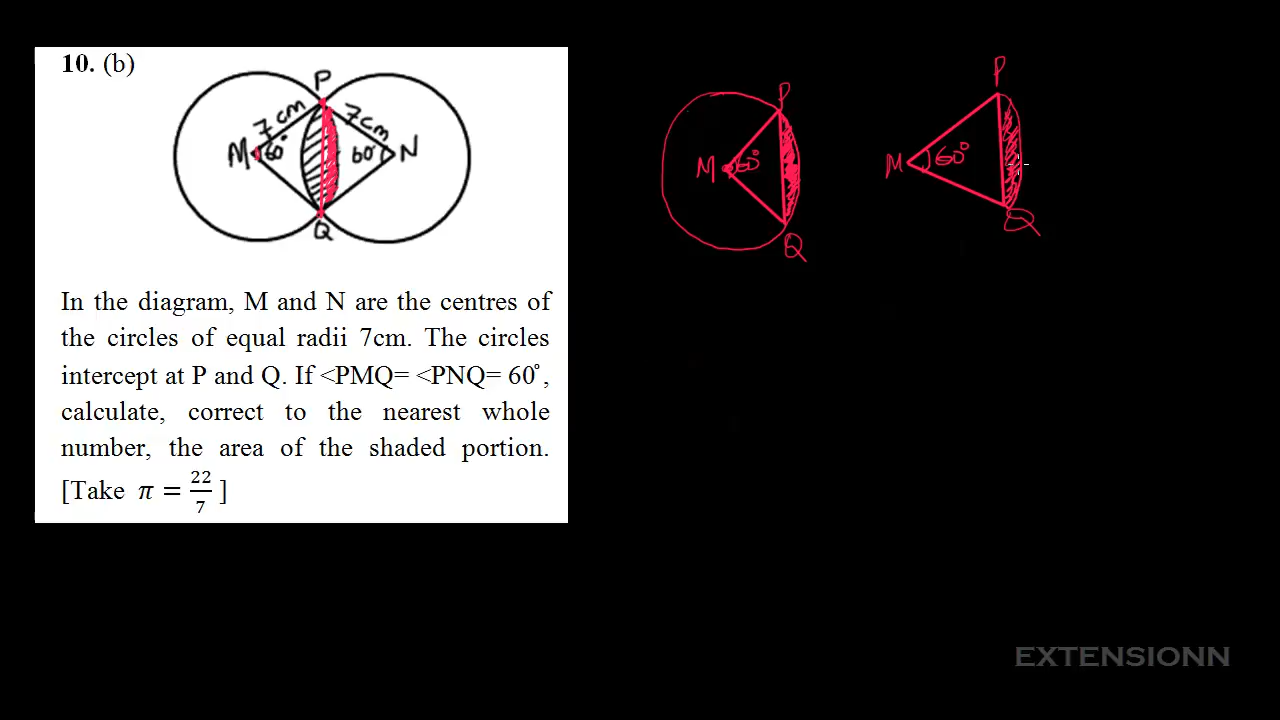 10. (b)
P
7cm 7cm
M 60° 60° N
Q
In the diagram, M and N are the centres of
the circles of equal radii 7cm. The circles
intercept at P and Q. If <PMQ= <PNQ= 60°,
calculate, correct to the nearest whole
number, the area of the shaded portion.
[Take π = 22/7 ]
P
M 60°
Q
P
M 60°
Q
EXTENSIONN